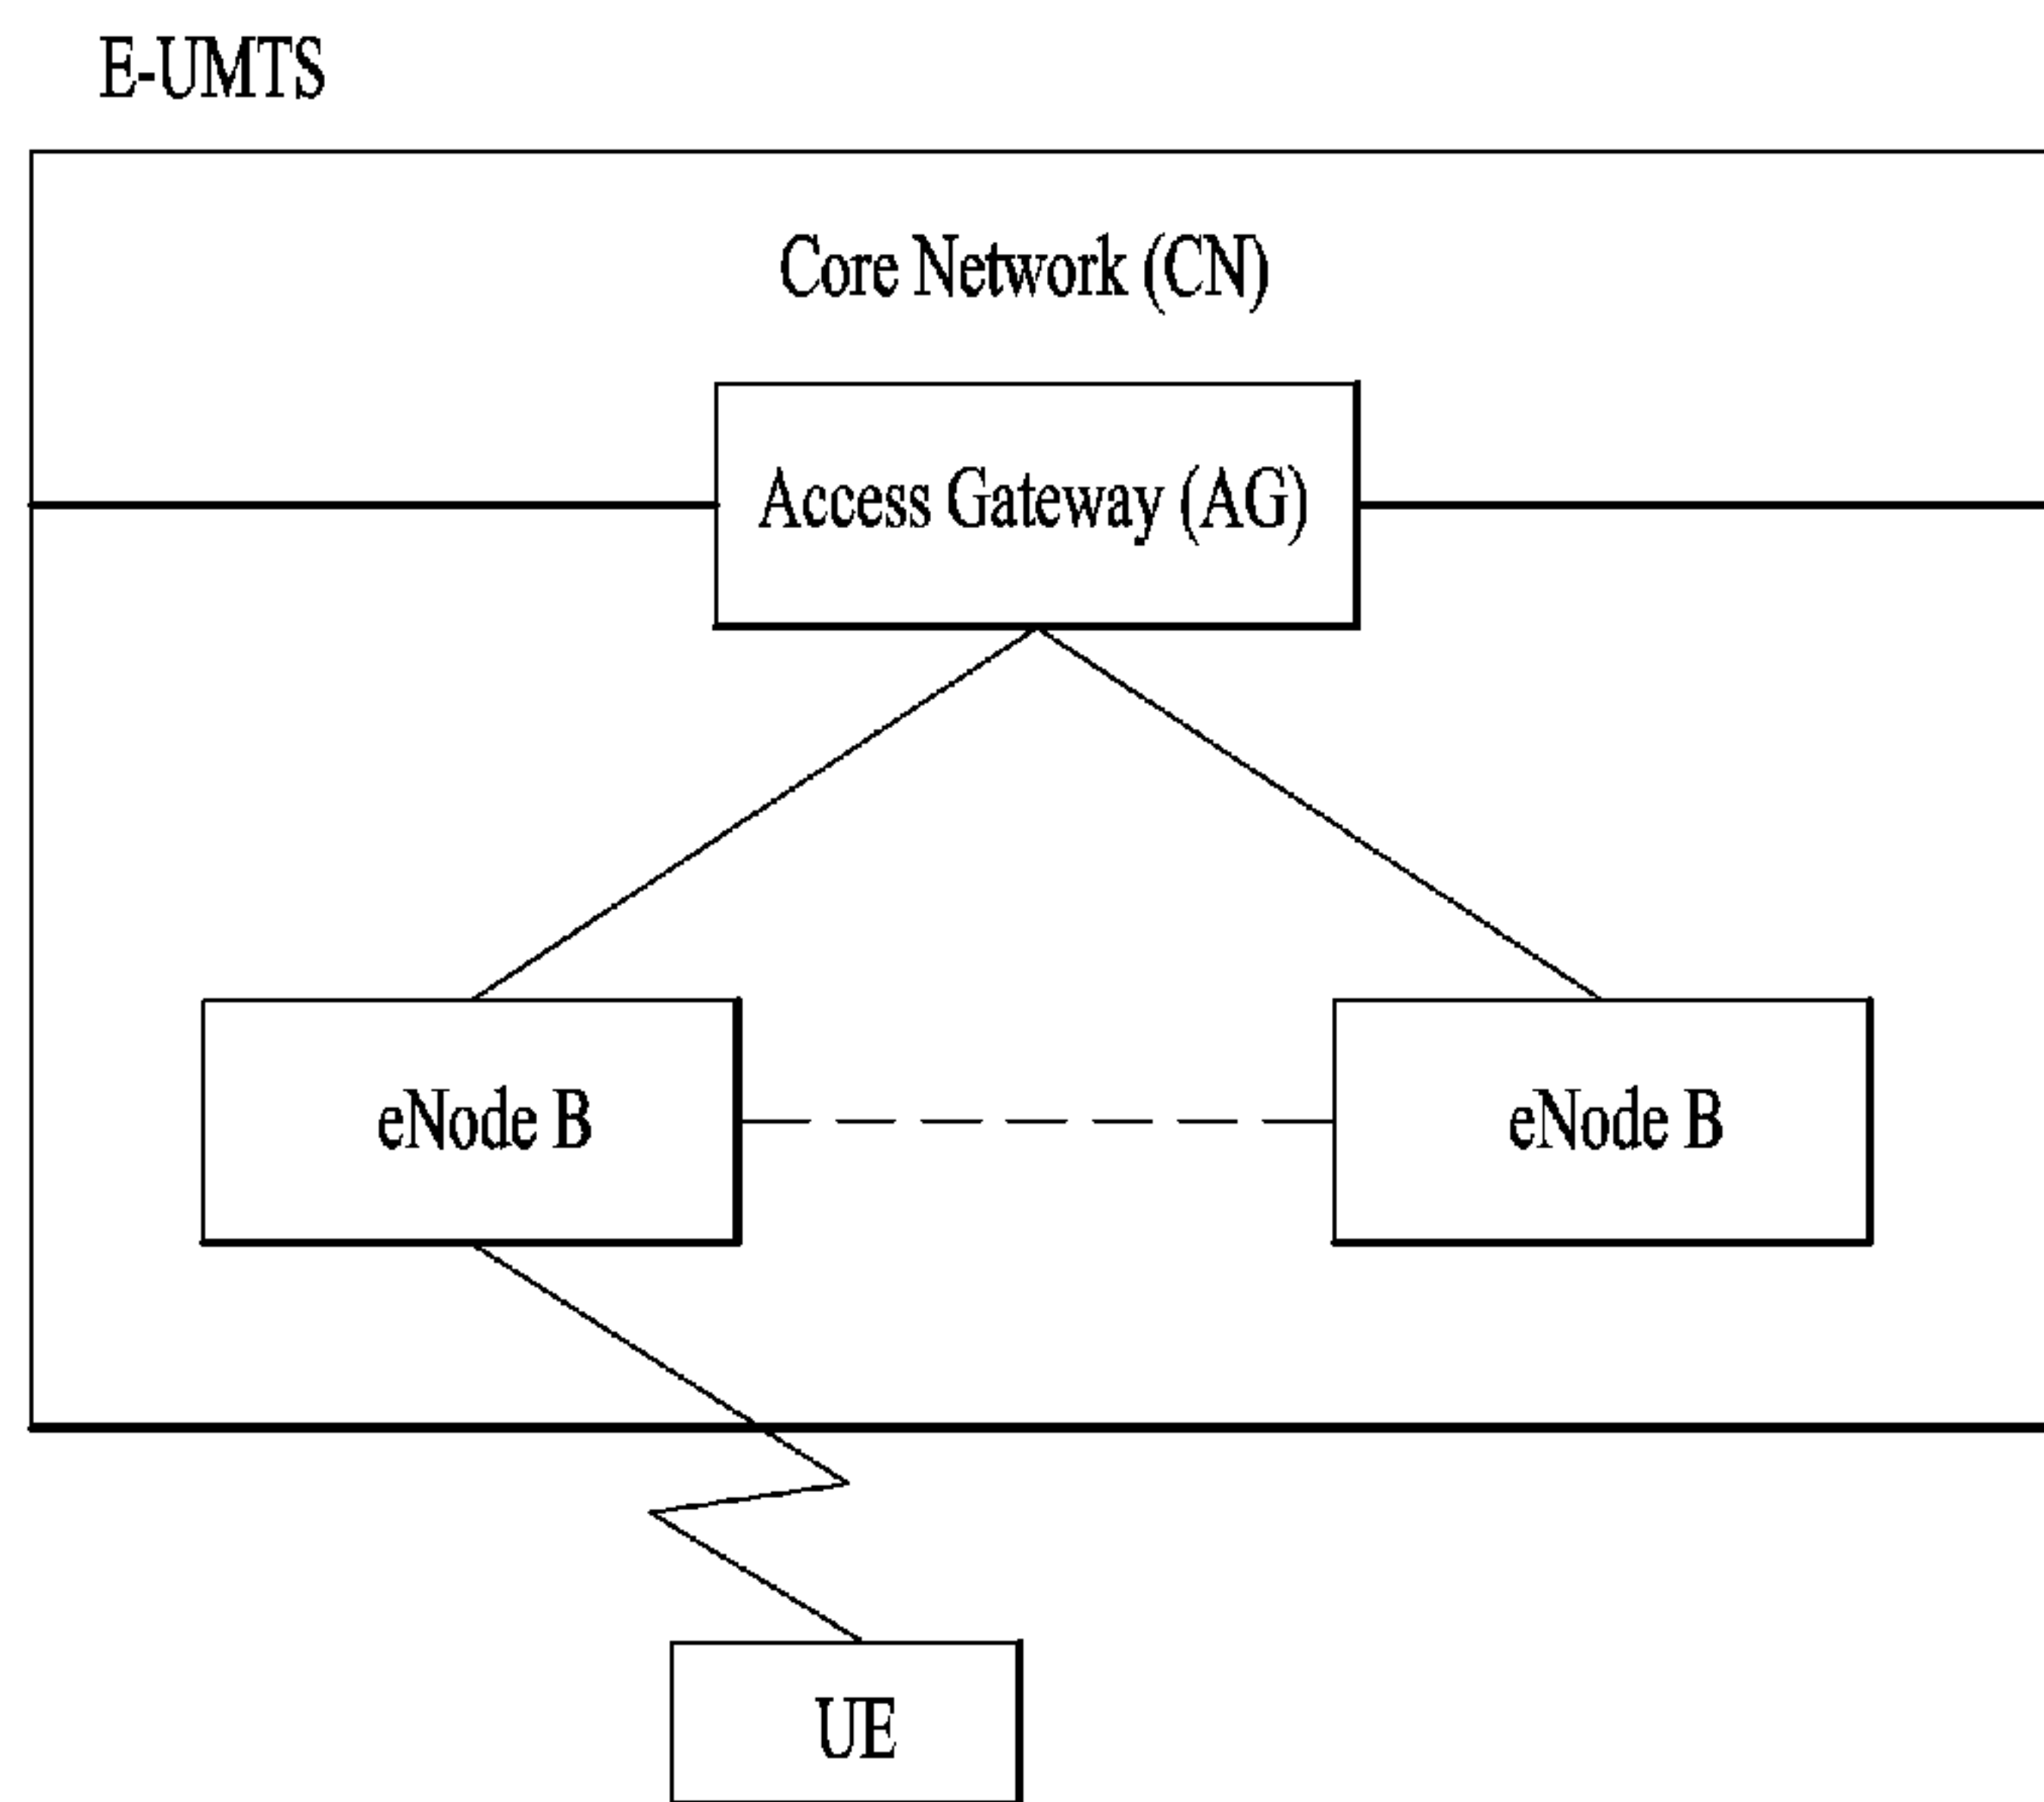 E-UMTS
Core Network (CN)
Access Gateway (AG)
eNode B
eNode B
UE